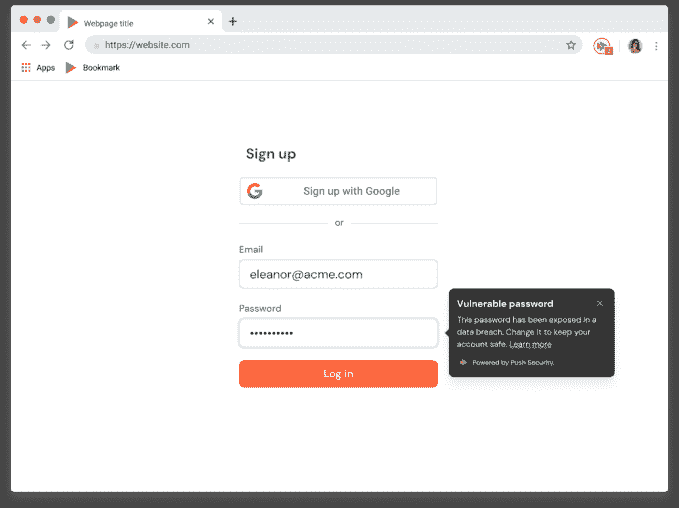 Webpage title
https://website.com
Apps
Bookmark
Sign up
Sign up with Google
or
Email
eleanor@acme.com
Password
••••••••••
Vulnerable password
This password has been exposed in a
data breach. Change it to keep your
account safe. Learn more
Powered by Push Security.
Log in